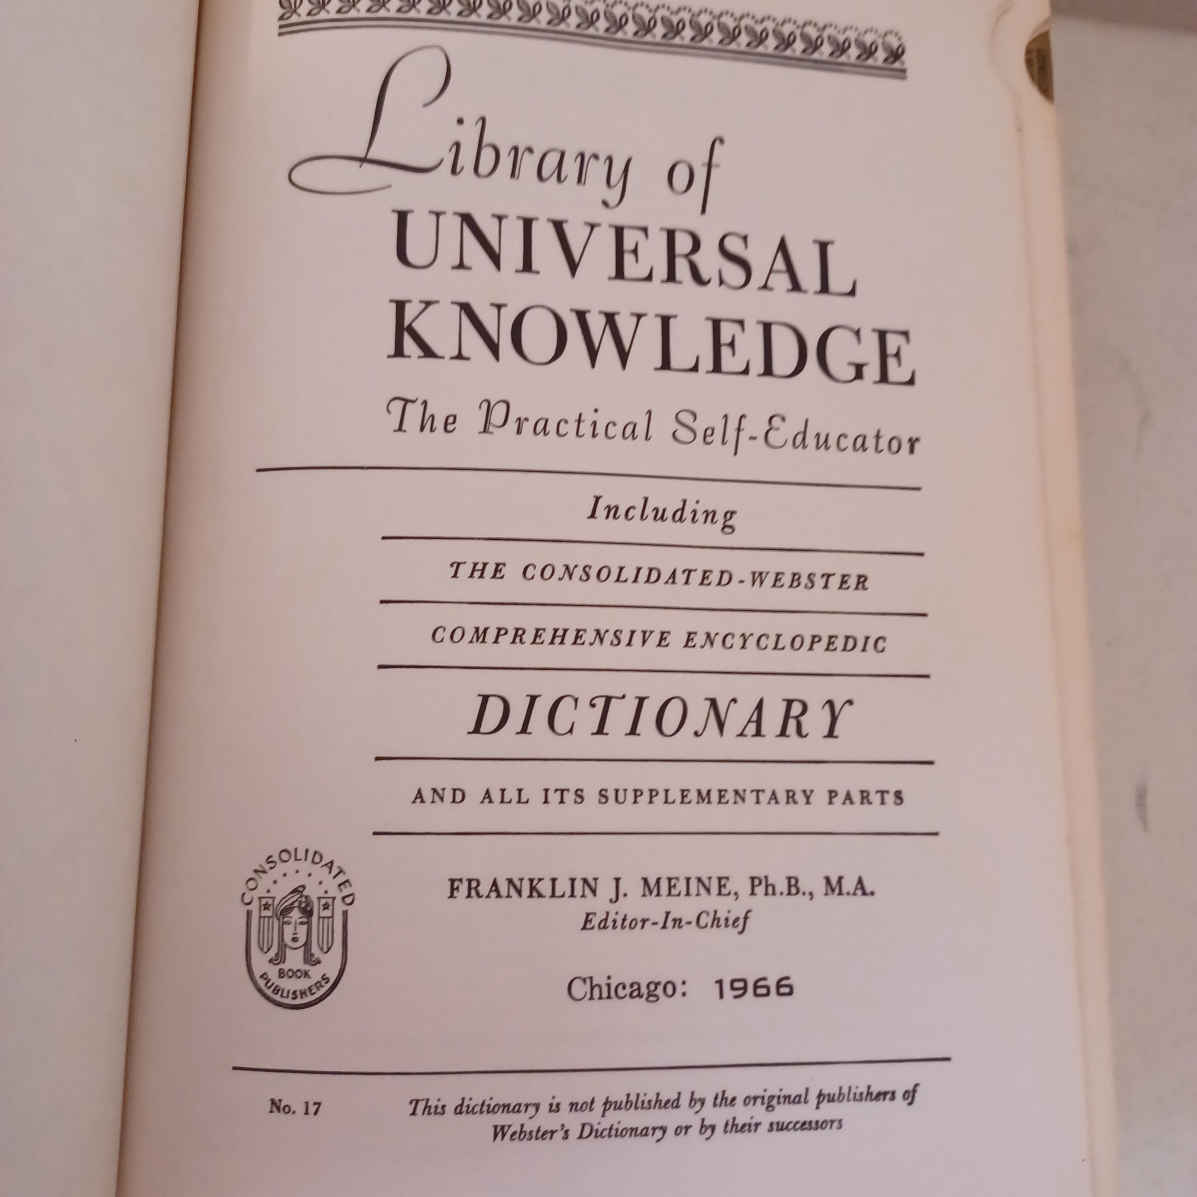 Library of
UNIVERSAL
KNOWLEDGE
The Practical Self-Educator
Including
THE CONSOLIDATED-WEBSTER
COMPREHENSIVE ENCYCLOPEDIC
DICTIONARY
AND ALL ITS SUPPLEMENTARY PARTS
CONSOLIDATED
BOOK
PUBLISHERS
FRANKLIN J. MEINE, Ph.B., M.A.
Editor-In-Chief
Chicago: 1966
No. 17
This dictionary is not published by the original publishers of
Webster's Dictionary or by their successors